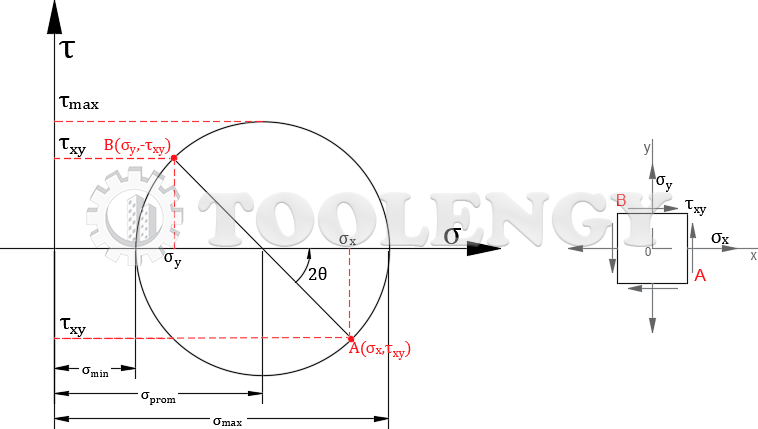 τ
τmax
τxy
B(σy,-τxy)
TOOLENGY
σx
σ
σy
2θ
τxy
A(σx,τxy)
σmin
σprom
σmax
y
σy
B
τxy
σx
0
x
A